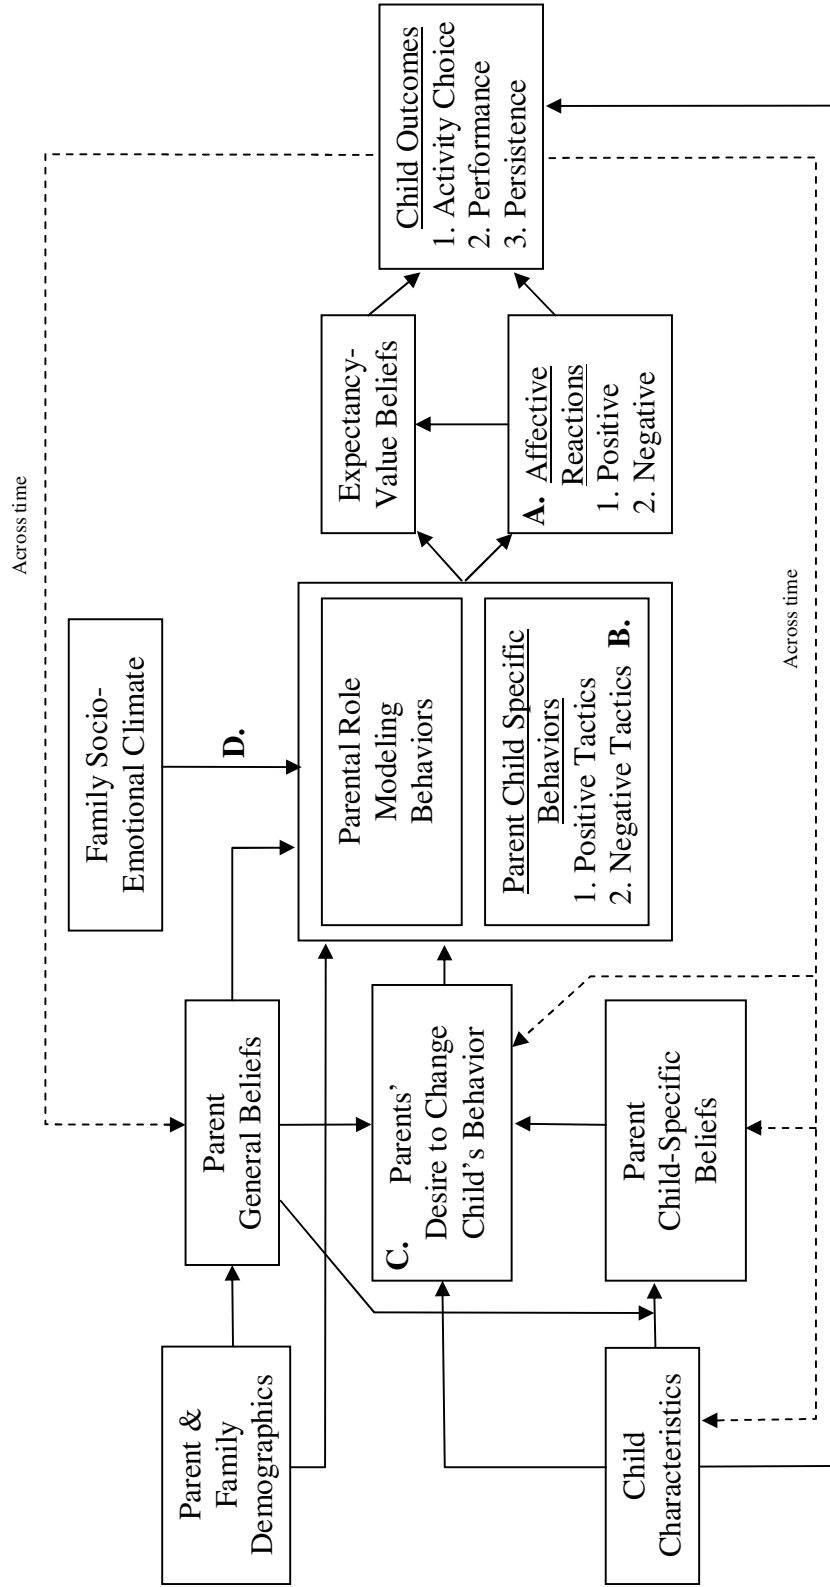 Across time
Family Socio-
Emotional Climate
D.
Parent & 
Family
Demographics
Parent
General Beliefs
Parental Role
Modeling
Behaviors
Expectancy-
Value Beliefs
Child Outcomes
1. Activity Choice
2. Performance
3. Persistence
C. Parents’
Desire to Change
Child’s Behavior
Parent Child Specific
Behaviors
1. Positive Tactics
2. Negative Tactics B.
A. Affective
Reactions
1. Positive
2. Negative
Child
Characteristics
Parent
Child-Specific
Beliefs
Across time